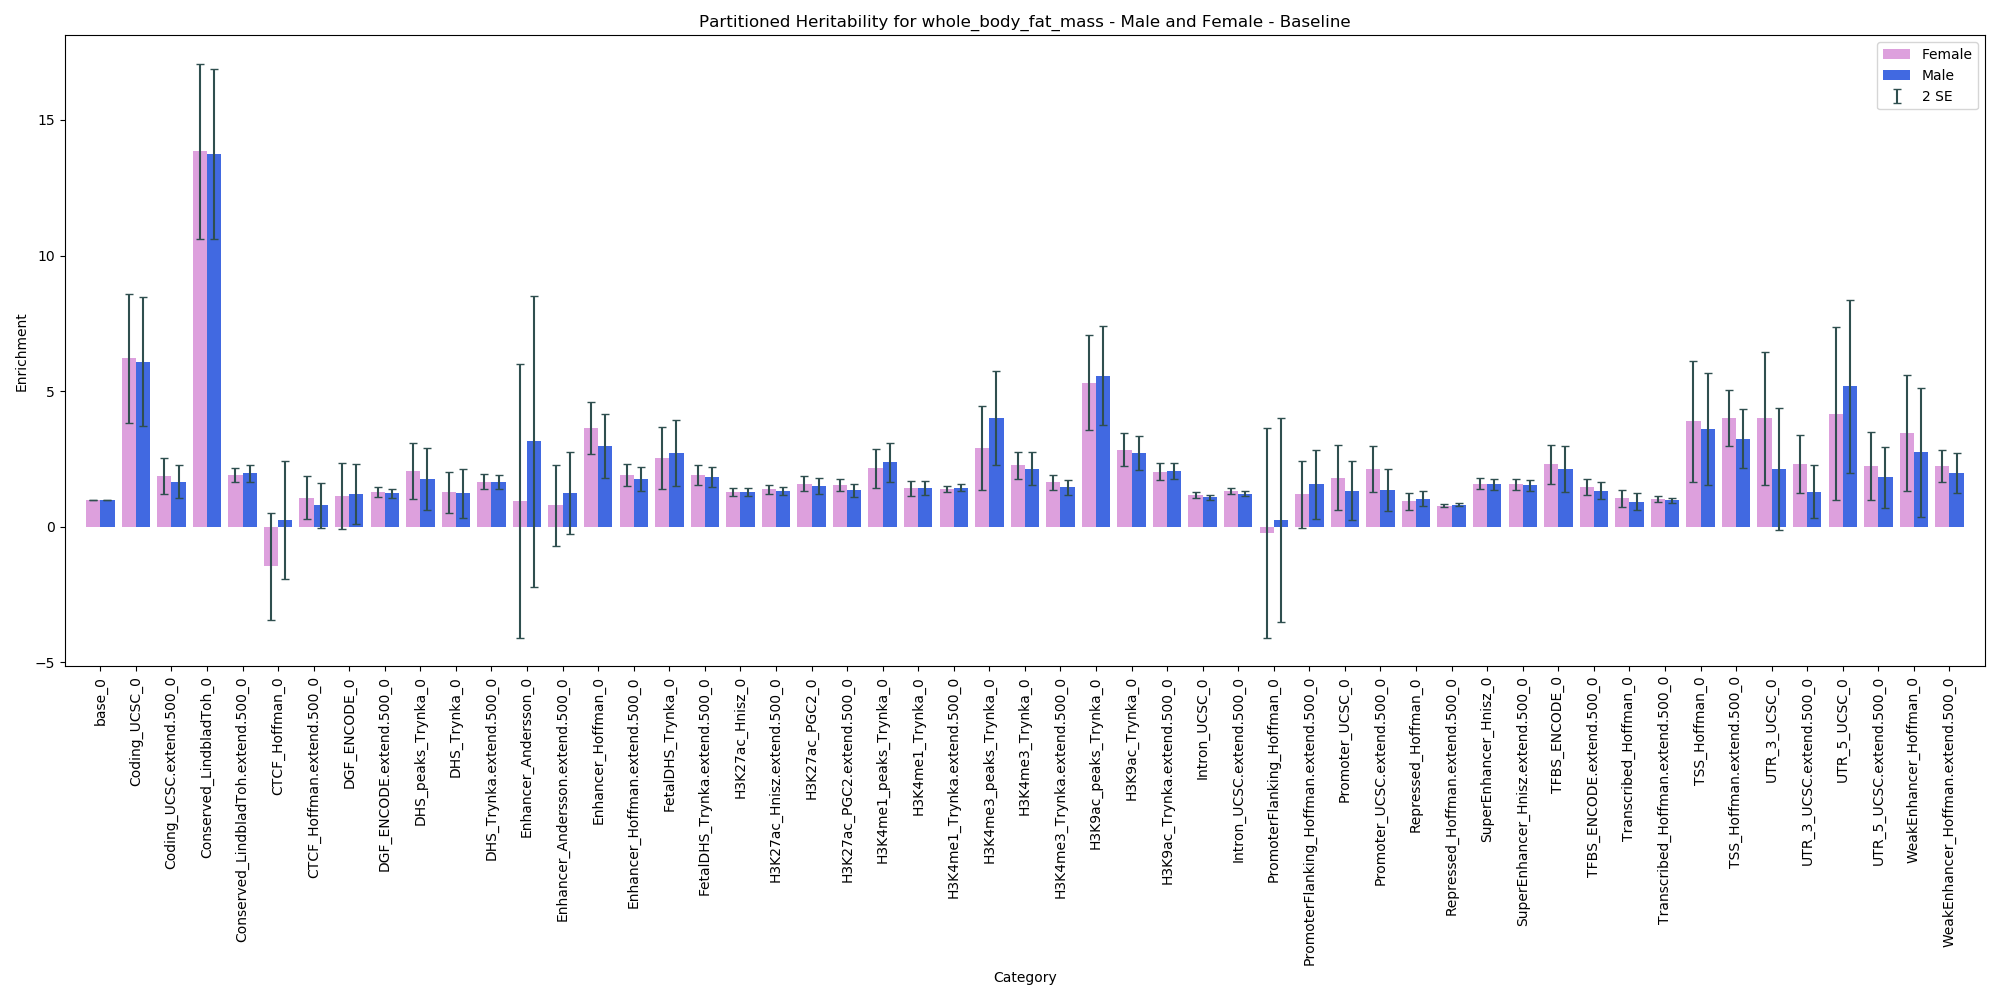 Partitioned Heritability for whole_body_fat_mass - Male and Female - Baseline
Female
Male
2 SE
Enrichment
15
10
5
0
−5
base_0
Coding_UCSC_0
Coding_UCSC.extend.500_0
Conserved_LindbladToh_0
Conserved_LindbladToh.extend.500_0
CTCF_Hoffman_0
CTCF_Hoffman.extend.500_0
DGF_ENCODE_0
DGF_ENCODE.extend.500_0
DHS_peaks_Trynka_0
DHS_Trynka_0
DHS_Trynka.extend.500_0
Enhancer_Andersson_0
Enhancer_Andersson.extend.500_0
Enhancer_Hoffman_0
Enhancer_Hoffman.extend.500_0
FetalDHS_Trynka_0
FetalDHS_Trynka.extend.500_0
H3K27ac_Hnisz_0
H3K27ac_Hnisz.extend.500_0
H3K27ac_PGC2_0
H3K27ac_PGC2.extend.500_0
H3K4me1_peaks_Trynka_0
H3K4me1_Trynka_0
H3K4me1_Trynka.extend.500_0
H3K4me3_peaks_Trynka_0
H3K4me3_Trynka_0
H3K4me3_Trynka.extend.500_0
H3K9ac_peaks_Trynka_0
H3K9ac_Trynka_0
H3K9ac_Trynka.extend.500_0
Intron_UCSC_0
Intron_UCSC.extend.500_0
PromoterFlanking_Hoffman_0
PromoterFlanking_Hoffman.extend.500_0
Promoter_UCSC_0
Promoter_UCSC.extend.500_0
Repressed_Hoffman_0
Repressed_Hoffman.extend.500_0
SuperEnhancer_Hnisz_0
SuperEnhancer_Hnisz.extend.500_0
TFBS_ENCODE_0
TFBS_ENCODE.extend.500_0
Transcribed_Hoffman_0
Transcribed_Hoffman.extend.500_0
TSS_Hoffman_0
TSS_Hoffman.extend.500_0
UTR_3_UCSC_0
UTR_3_UCSC.extend.500_0
UTR_5_UCSC_0
UTR_5_UCSC.extend.500_0
WeakEnhancer_Hoffman_0
WeakEnhancer_Hoffman.extend.500_0
Category